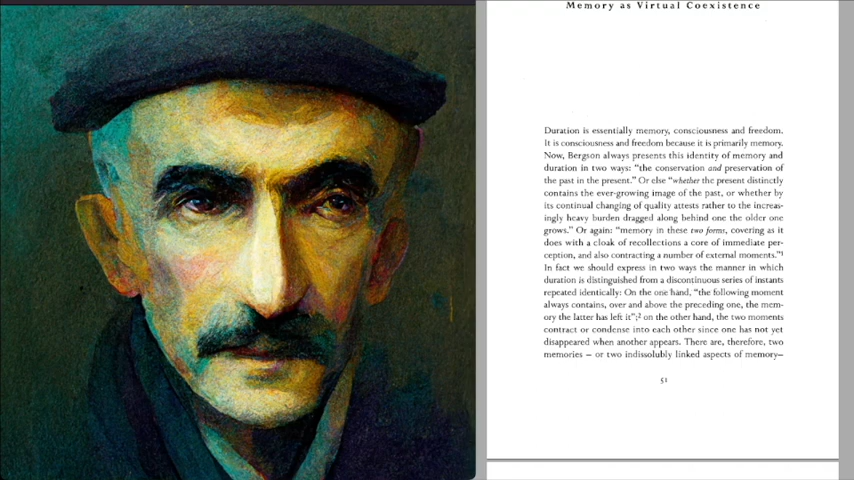 Memory as Virtual Coexistence
Duration is essentially memory, consciousness and freedom.
It is consciousness and freedom because it is primarily memory.
Now, Bergson always presents this identity of memory and
duration in two ways: “the conservation and preservation of
the past in the present.” Or else “whether the present distinctly
contains the ever-growing image of the past, or whether by
its continual changing of quality attests rather to the increas-
ingly heavy burden dragged along behind one the older one
grows.” Or again: “memory in these two forms, covering as it
does with a cloak of recollections a core of immediate per-
ception, and also contracting a number of external moments.”¹
In fact we should express in two ways the manner in which
duration is distinguished from a discontinuous series of instants
repeated identically: On the one hand, “the following moment
always contains, over and above the preceding one, the mem-
ory the latter has left it”;² on the other hand, the two moments
contract or condense into each other since one has not yet
disappeared when another appears. There are, therefore, two
memories – or two indissolubly linked aspects of memory–
51